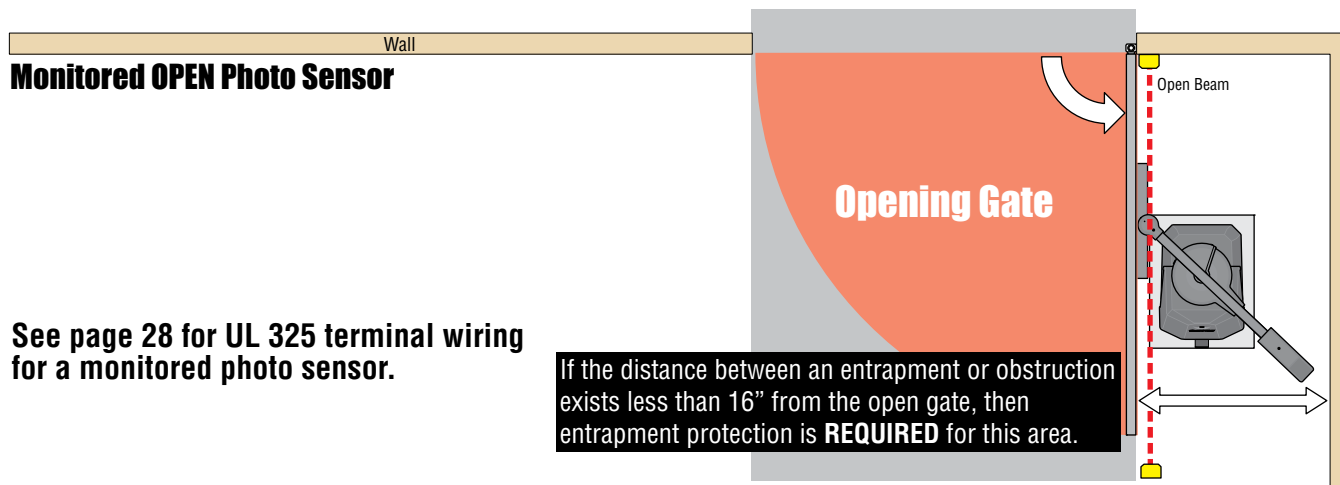 Wall
Monitored OPEN Photo Sensor
Open Beam
Opening Gate
See page 28 for UL 325 terminal wiring
for a monitored photo sensor.
If the distance between an entrapment or obstruction
exists less than 16” from the open gate, then
entrapment protection is REQUIRED for this area.